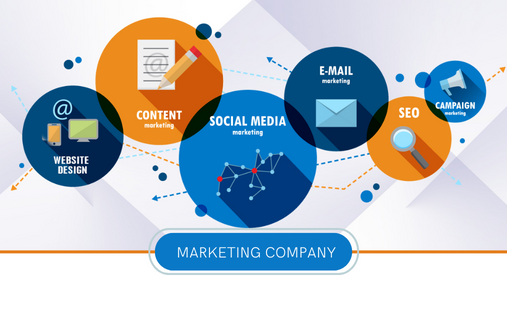 @
WEBSITE
DESIGN
@
CONTENT
marketing
SOCIAL MEDIA
marketing
E-MAIL
marketing
SEO
CAMPAIGN
marketing
MARKETING COMPANY